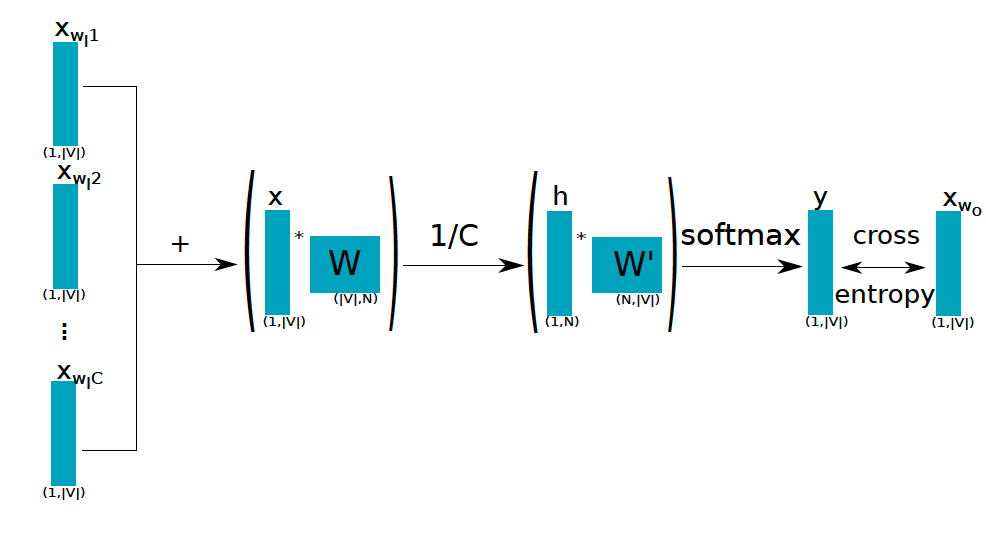 x_{w_I1}
(1,|V|)
x_{w_I2}
(1,|V|)
⋮
x_{w_IC}
(1,|V|)
+
x
*
W
(1,|V|)
(|V|,N)
1/C
h
*
W'
(1,N)
(N,|V|)
softmax
y
(1,|V|)
cross
entropy
x_{w_O}
(1,|V|)